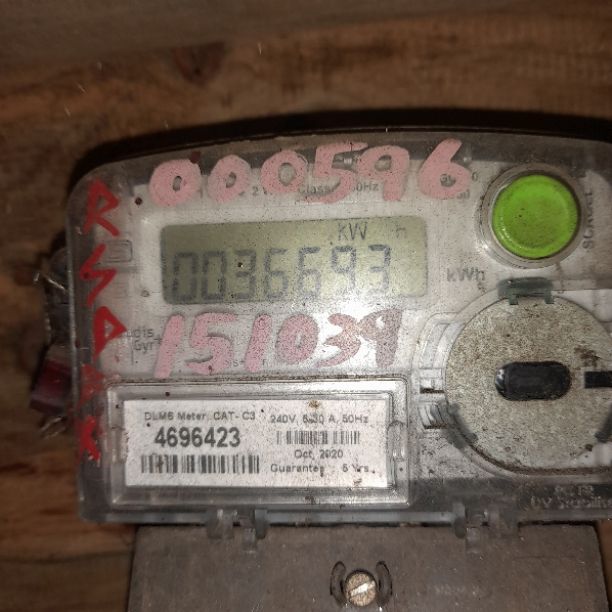 000596
kW h
0036693
kWh
151039
DLMS Meter, CAT- C3
4696423
240V, 5-30 A, 50Hz
Oct, 2020
Guarantee : 5 Yrs.